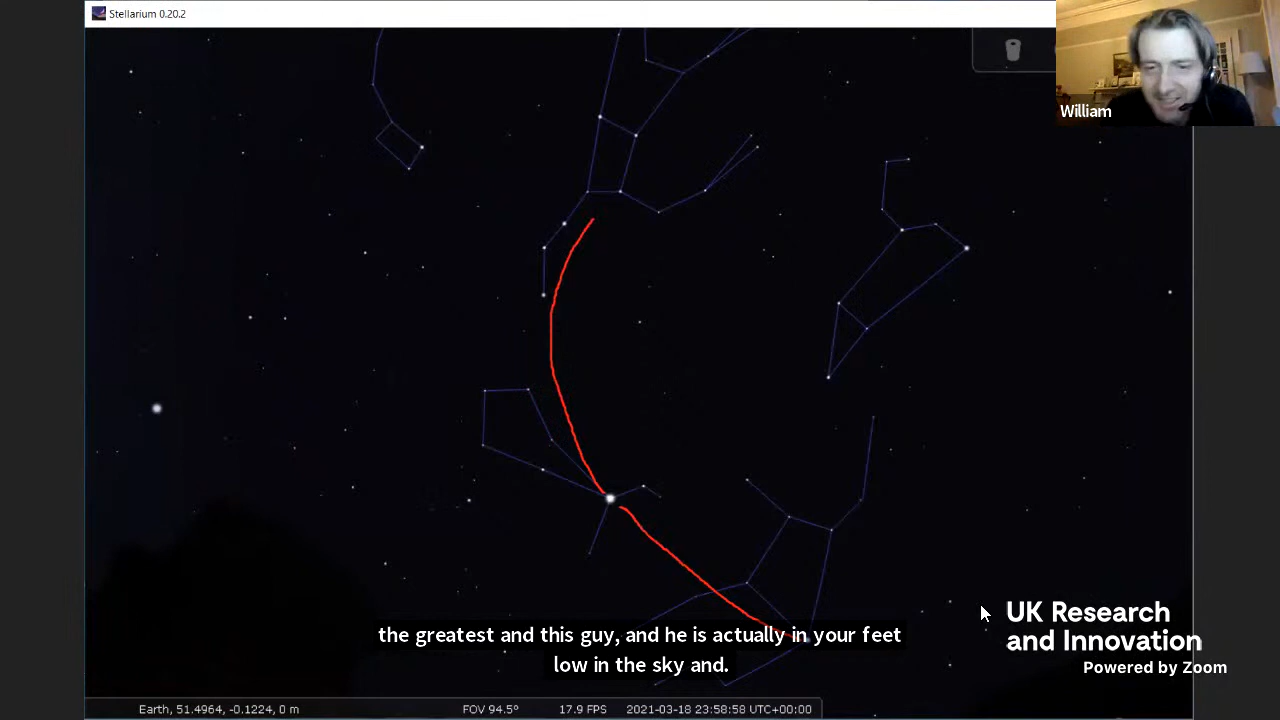 Stellarium 0.20.2
William
the greatest and this guy, and he is actually in your feet
low in the sky and.
UK Research
and Innovation
Powered by Zoom
Earth, 51.4964, -0.1224, 0 m
FOV 94.5°
17.9 FPS
2021-03-18 23:58:58 UTC+00:00